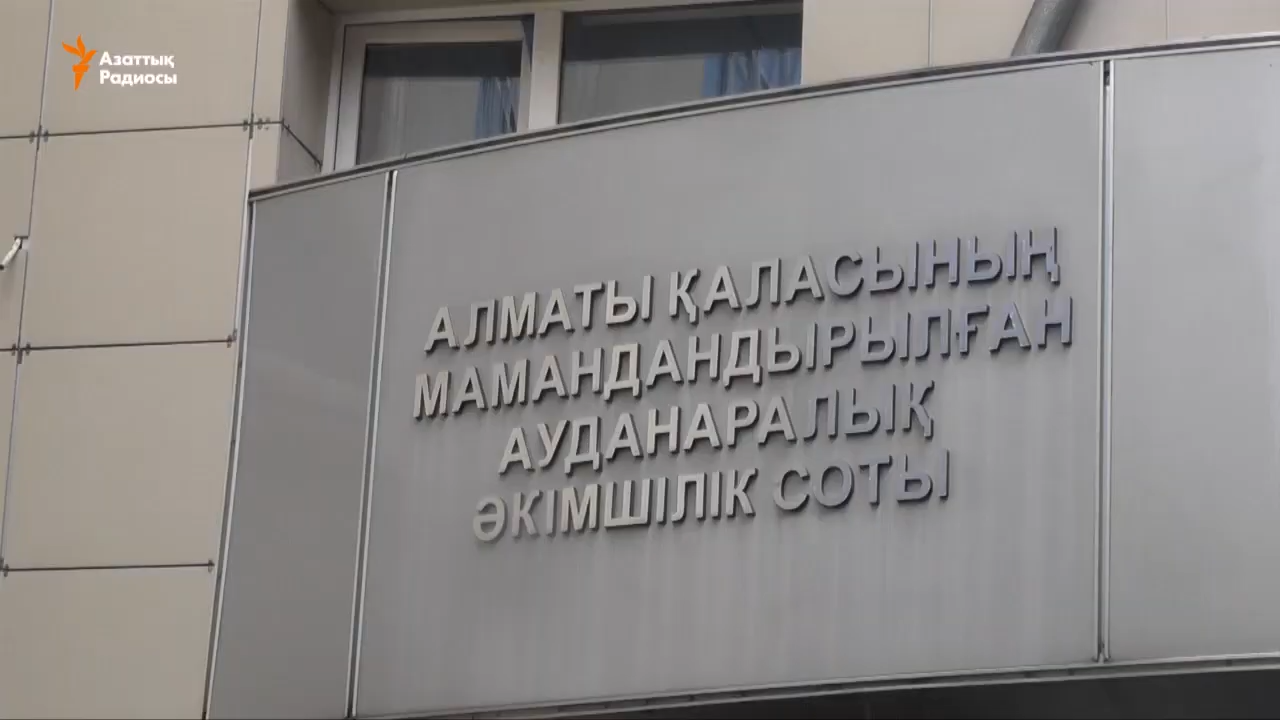 Азаттық
Радиосы
АЛМАТЫ ҚАЛАСЫНЫҢ
МАМАНДАНДЫРЫЛҒАН
АУДАНАРАЛЫҚ
ӘКІМШІЛІК СОТЫ